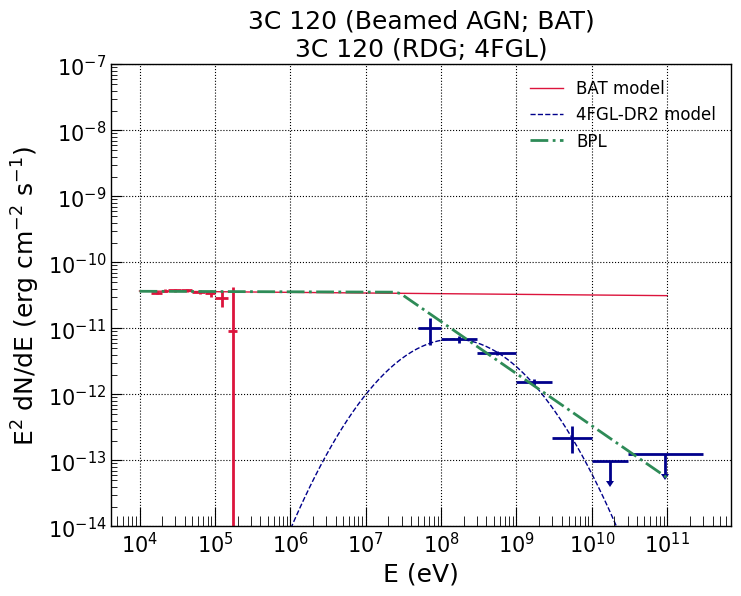 3C 120 (Beamed AGN; BAT)
3C 120 (RDG; 4FGL)
BAT model
4FGL-DR2 model
BPL
E² dN/dE (erg cm⁻² s⁻¹)
10⁻⁷
10⁻⁸
10⁻⁹
10⁻¹⁰
10⁻¹¹
10⁻¹²
10⁻¹³
10⁻¹⁴
10⁴ 10⁵ 10⁶ 10⁷ 10⁸ 10⁹ 10¹⁰ 10¹¹
E (eV)